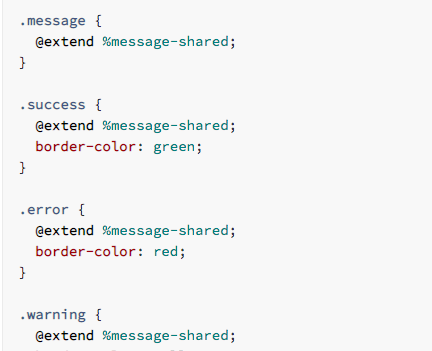 .message {
  @extend %message-shared;
}

.success {
  @extend %message-shared;
  border-color: green;
}

.error {
  @extend %message-shared;
  border-color: red;
}

.warning {
  @extend %message-shared;